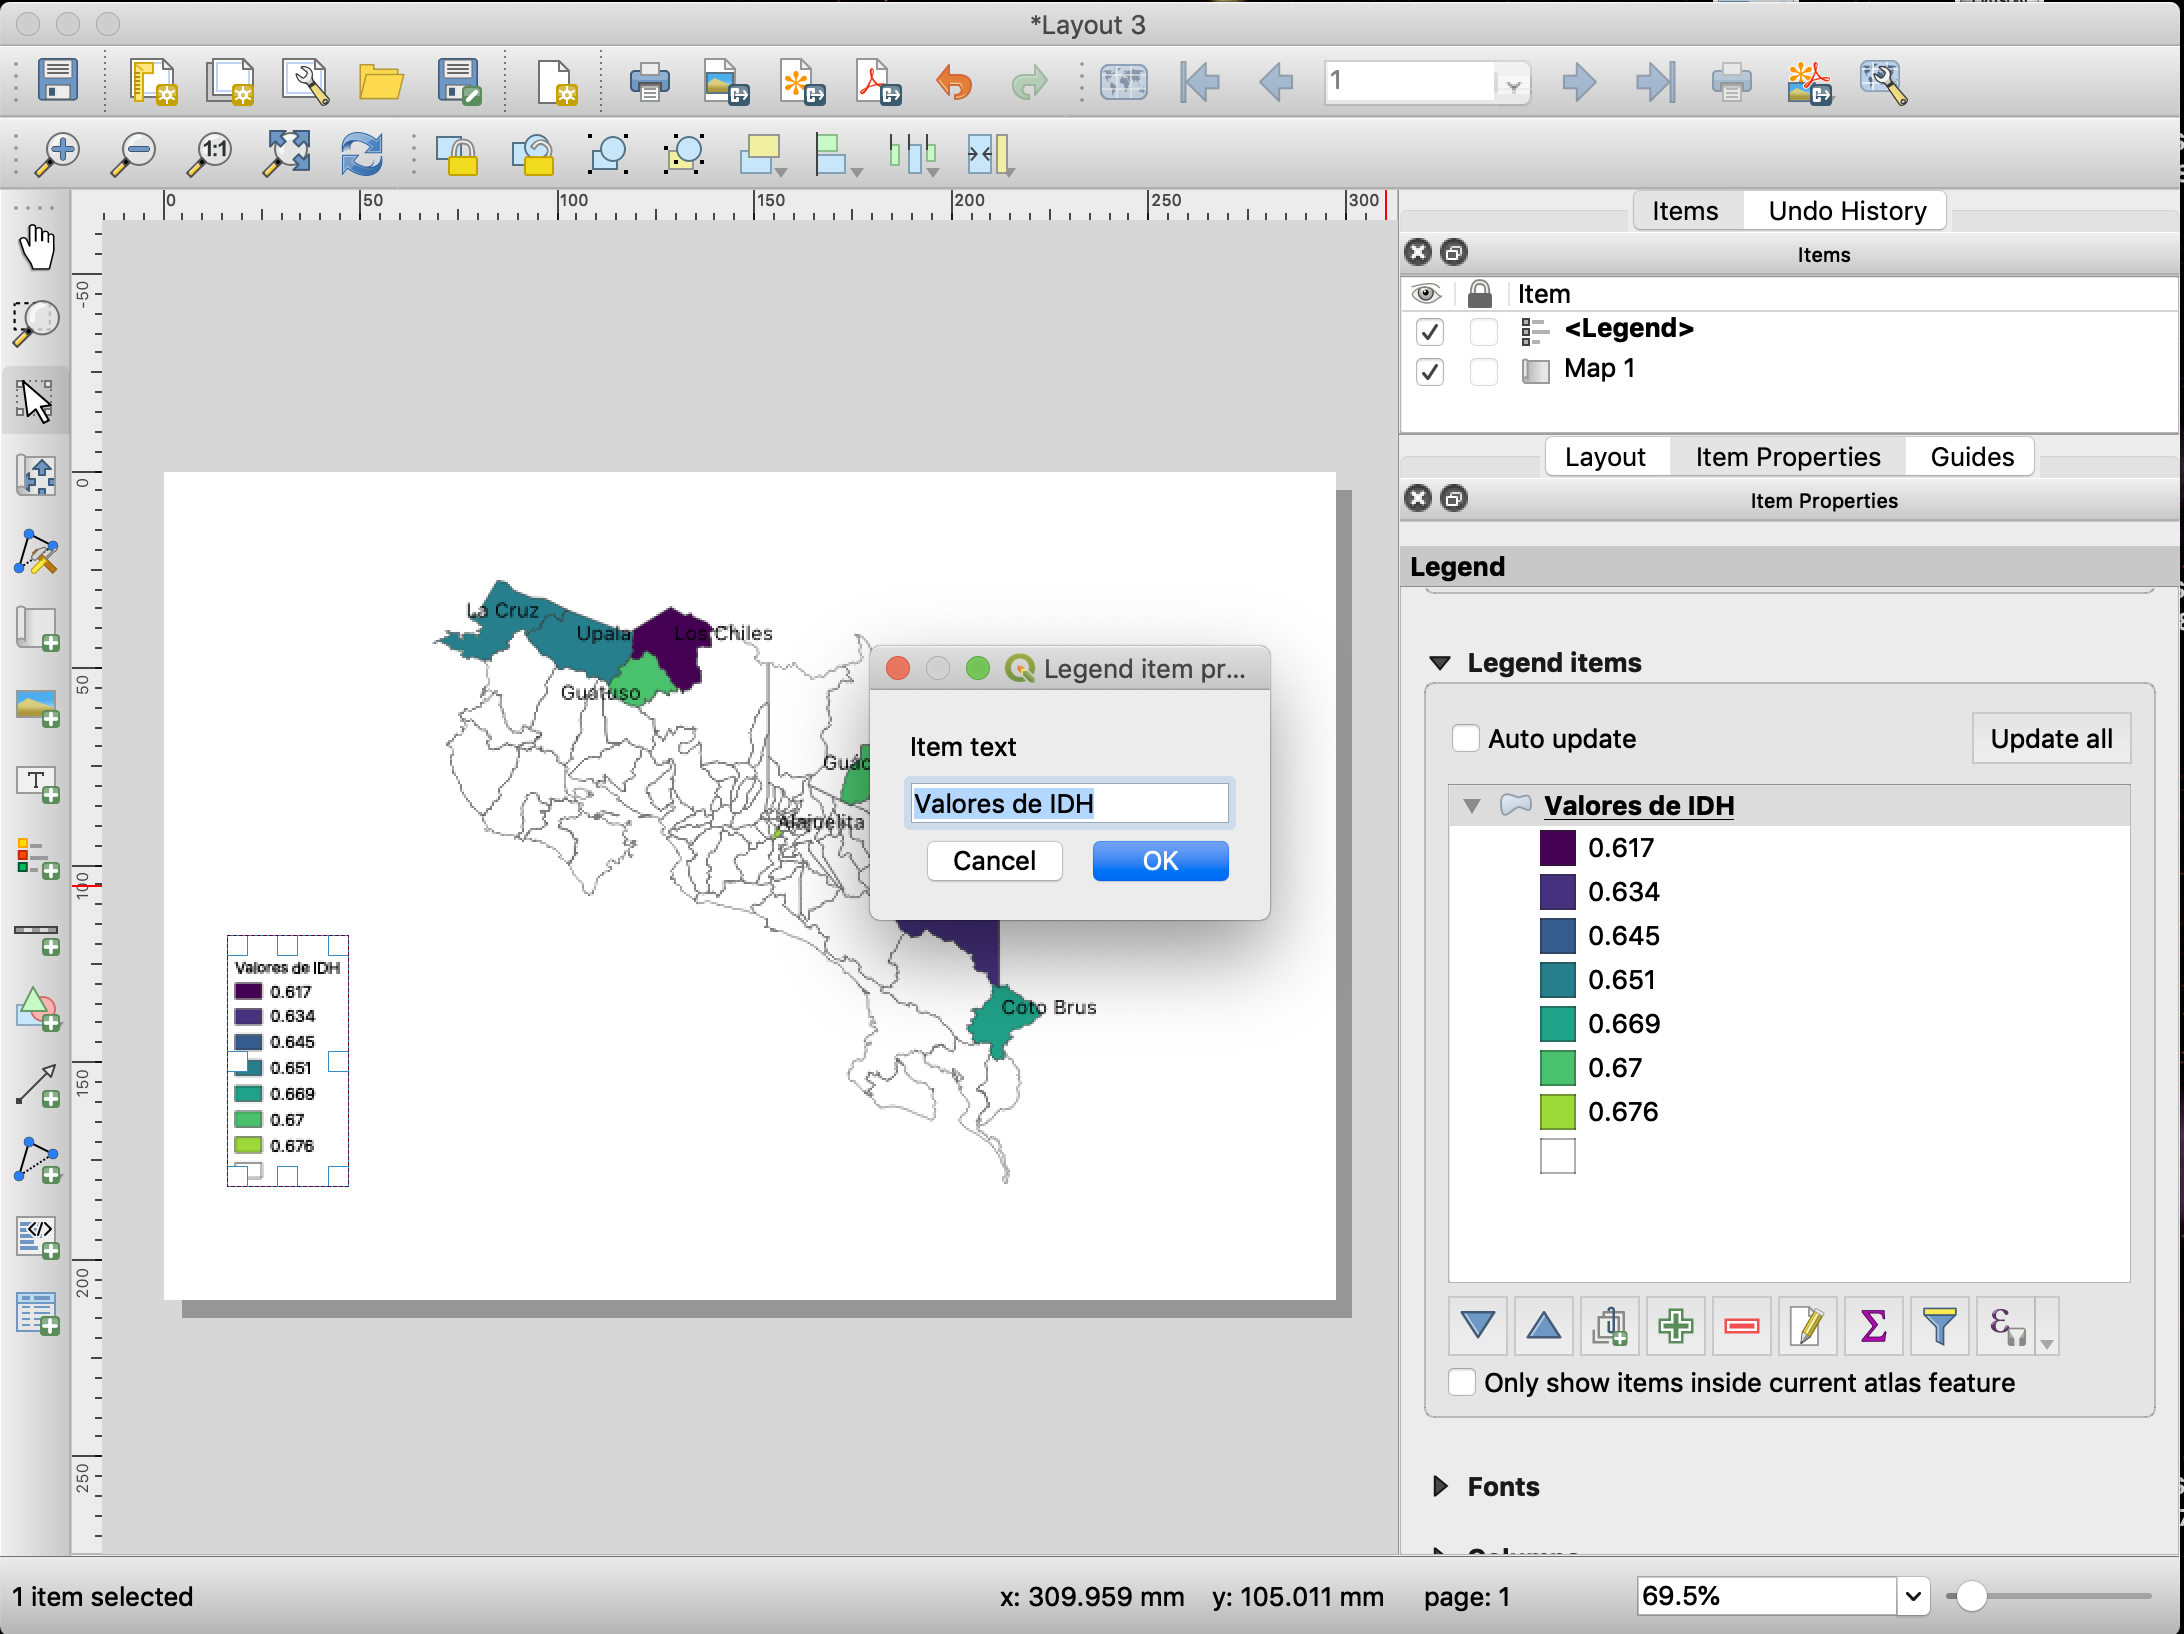 *Layout 3
1
1:1
0 50 100 150 200 250 300
Items Undo History
Items
Item
<Legend>
Map 1
Layout Item Properties Guides
Item Properties
Legend
Legend items
Auto update
Update all
Valores de IDH
0.617
0.634
0.645
0.651
0.669
0.67
0.676
Only show items inside current atlas feature
Fonts
-50
0
50
100
150
200
250
La Cruz
Upala
Los Chiles
Guatuso
Guác
Alajuelita
Coto Brus
Legend item pr...
Item text
Valores de IDH
Cancel OK
Valores de IDH
0.617
0.634
0.645
0.651
0.669
0.67
0.676
1 item selected
x: 309.959 mm y: 105.011 mm page: 1
69.5%